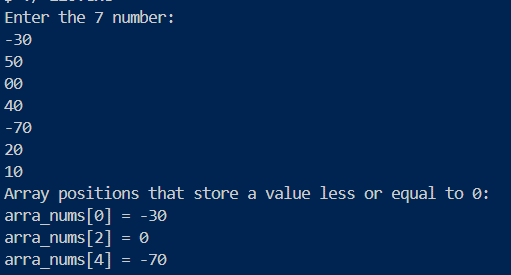 Enter the 7 number:
-30
50
00
40
-70
20
10
Array positions that store a value less or equal to 0:
arra_nums[0] = -30
arra_nums[2] = 0
arra_nums[4] = -70